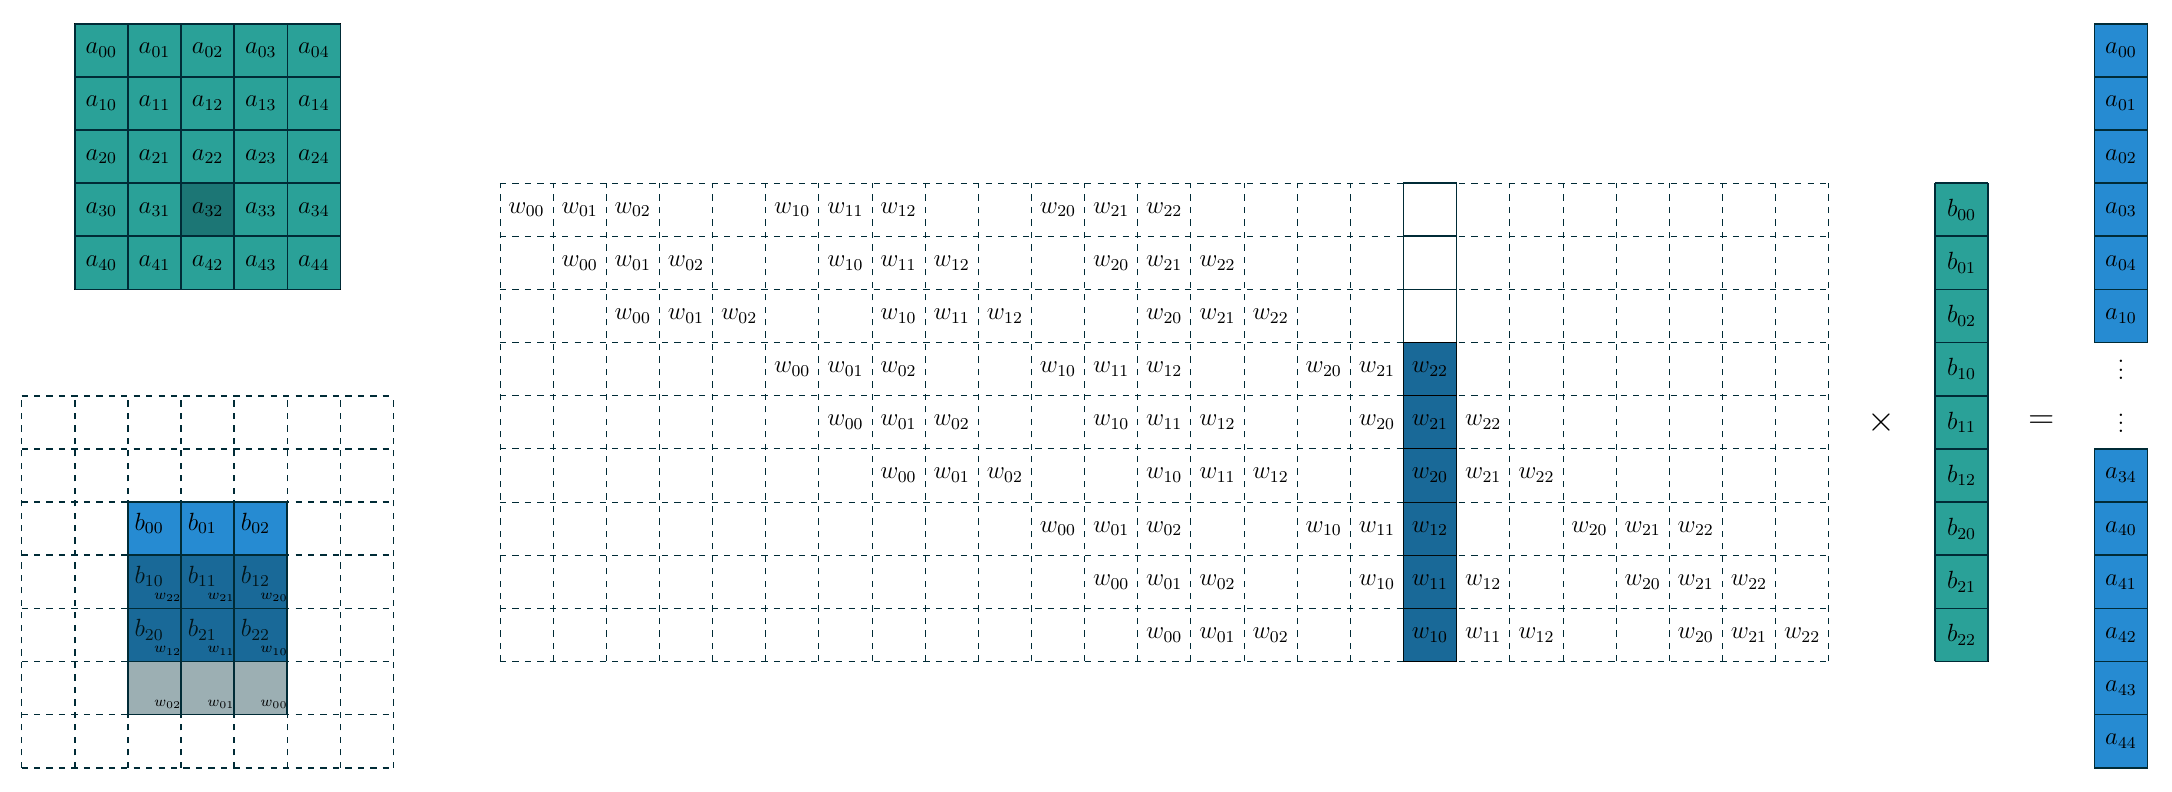 a₀₀ a₀₁ a₀₂ a₀₃ a₀₄
a₁₀ a₁₁ a₁₂ a₁₃ a₁₄
a₂₀ a₂₁ a₂₂ a₂₃ a₂₄
a₃₀ a₃₁ a₃₂ a₃₃ a₃₄
a₄₀ a₄₁ a₄₂ a₄₃ a₄₄
b₀₀ b₀₁ b₀₂
b₁₀ b₁₁ b₁₂
w₂₂ w₂₁ w₂₀
b₂₀ b₂₁ b₂₂
w₁₂ w₁₁ w₁₀
w₀₂ w₀₁ w₀₀
w₀₀ w₀₁ w₀₂ w₁₀ w₁₁ w₁₂ w₂₀ w₂₁ w₂₂
w₀₀ w₀₁ w₀₂ w₁₀ w₁₁ w₁₂ w₂₀ w₂₁ w₂₂
w₀₀ w₀₁ w₀₂ w₁₀ w₁₁ w₁₂ w₂₀ w₂₁ w₂₂
w₀₀ w₀₁ w₀₂ w₁₀ w₁₁ w₁₂ w₂₀ w₂₁ w₂₂
w₀₀ w₀₁ w₀₂ w₁₀ w₁₁ w₁₂ w₂₀ w₂₁ w₂₂
w₀₀ w₀₁ w₀₂ w₁₀ w₁₁ w₁₂ w₂₀ w₂₁ w₂₂
w₀₀ w₀₁ w₀₂ w₁₀ w₁₁ w₁₂ w₂₀ w₂₁ w₂₂
w₀₀ w₀₁ w₀₂ w₁₀ w₁₁ w₁₂ w₂₀ w₂₁ w₂₂
w₀₀ w₀₁ w₀₂ w₁₀ w₁₁ w₁₂ w₂₀ w₂₁ w₂₂
×
b₀₀
b₀₁
b₀₂
b₁₀
b₁₁
b₁₂
b₂₀
b₂₁
b₂₂
=
a₀₀
a₀₁
a₀₂
a₀₃
a₀₄
a₁₀
⋮
⋮
a₃₄
a₄₀
a₄₁
a₄₂
a₄₃
a₄₄